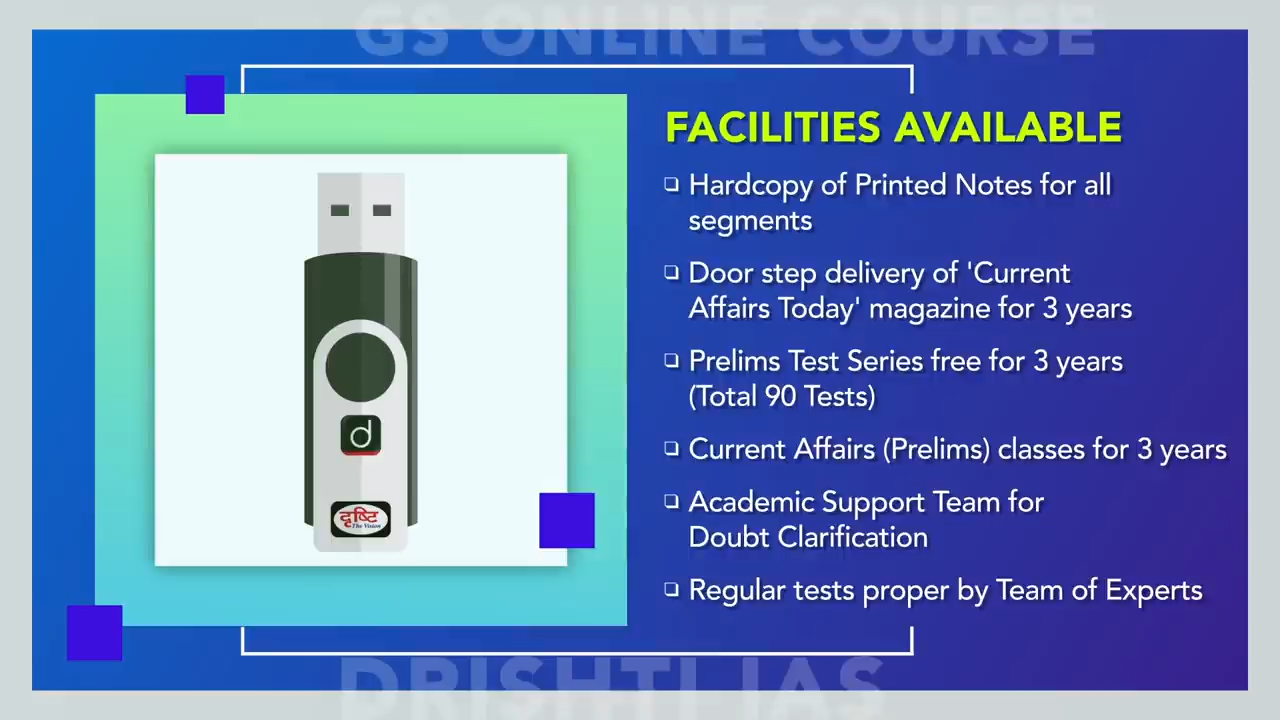 GS ONLINE COURSE
FACILITIES AVAILABLE
❑ Hardcopy of Printed Notes for all
segments
❑ Door step delivery of 'Current
Affairs Today' magazine for 3 years
❑ Prelims Test Series free for 3 years
(Total 90 Tests)
❑ Current Affairs (Prelims) classes for 3 years
❑ Academic Support Team for
Doubt Clarification
❑ Regular tests proper by Team of Experts
d
दृष्टि
The Vision
DRISHTI IAS